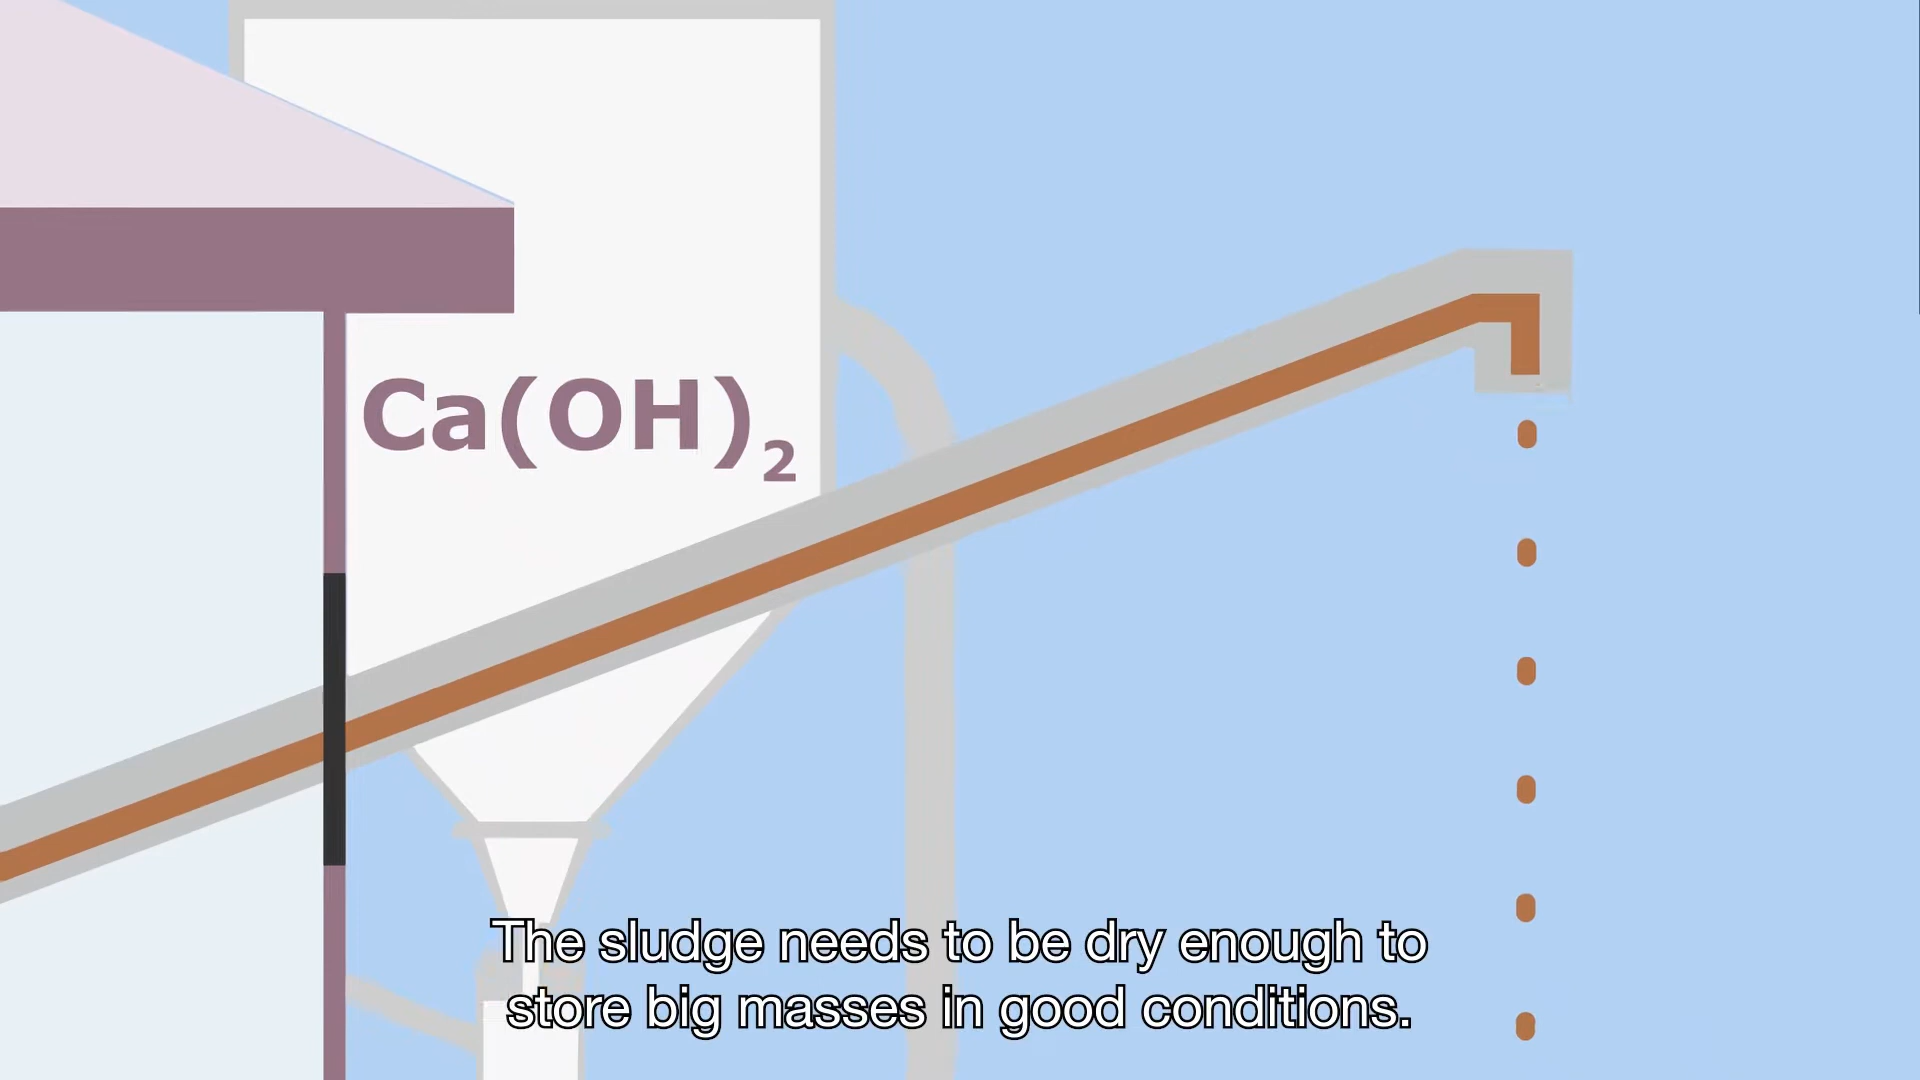 Ca(OH)₂
The sludge needs to be dry enough to
store big masses in good conditions.